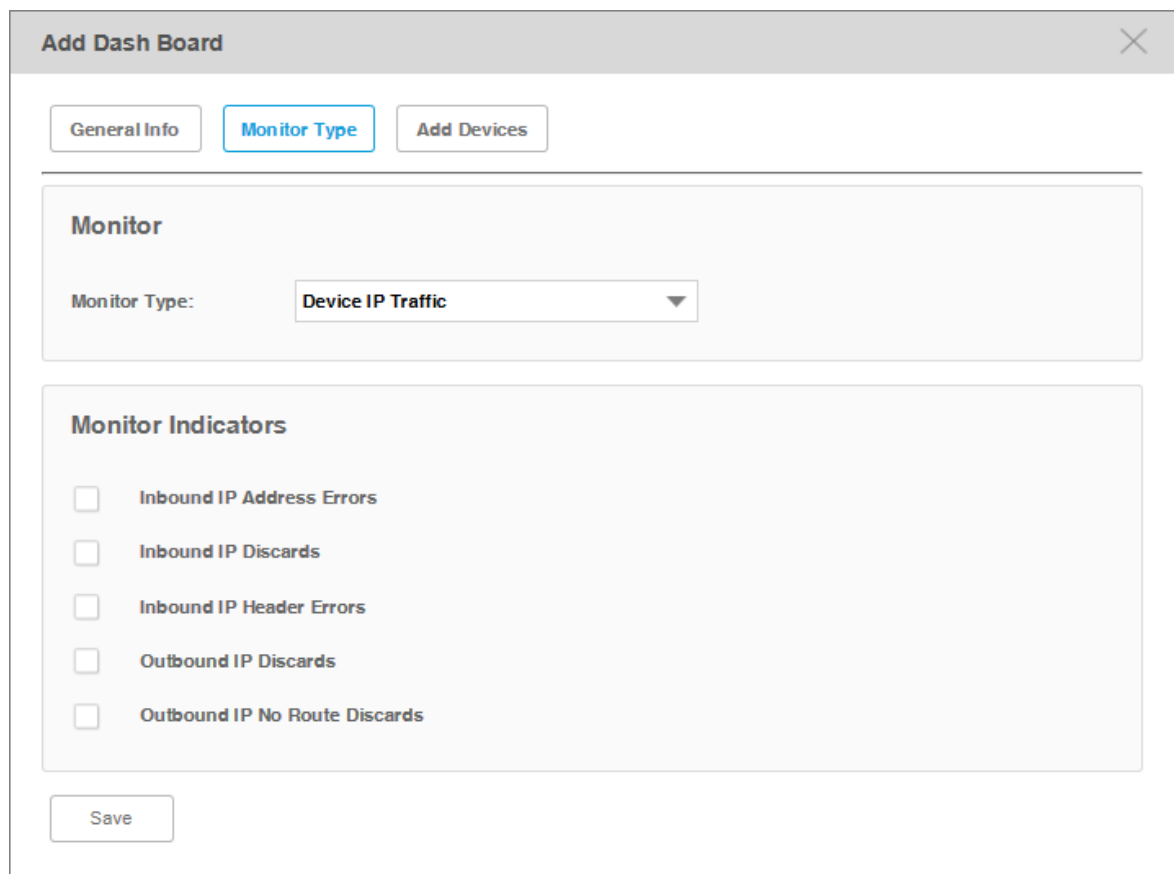 Add Dash Board
General Info
Monitor Type
Add Devices
Monitor
Monitor Type:
Device IP Traffic
Monitor Indicators
Inbound IP Address Errors
Inbound IP Discards
Inbound IP Header Errors
Outbound IP Discards
Outbound IP No Route Discards
Save